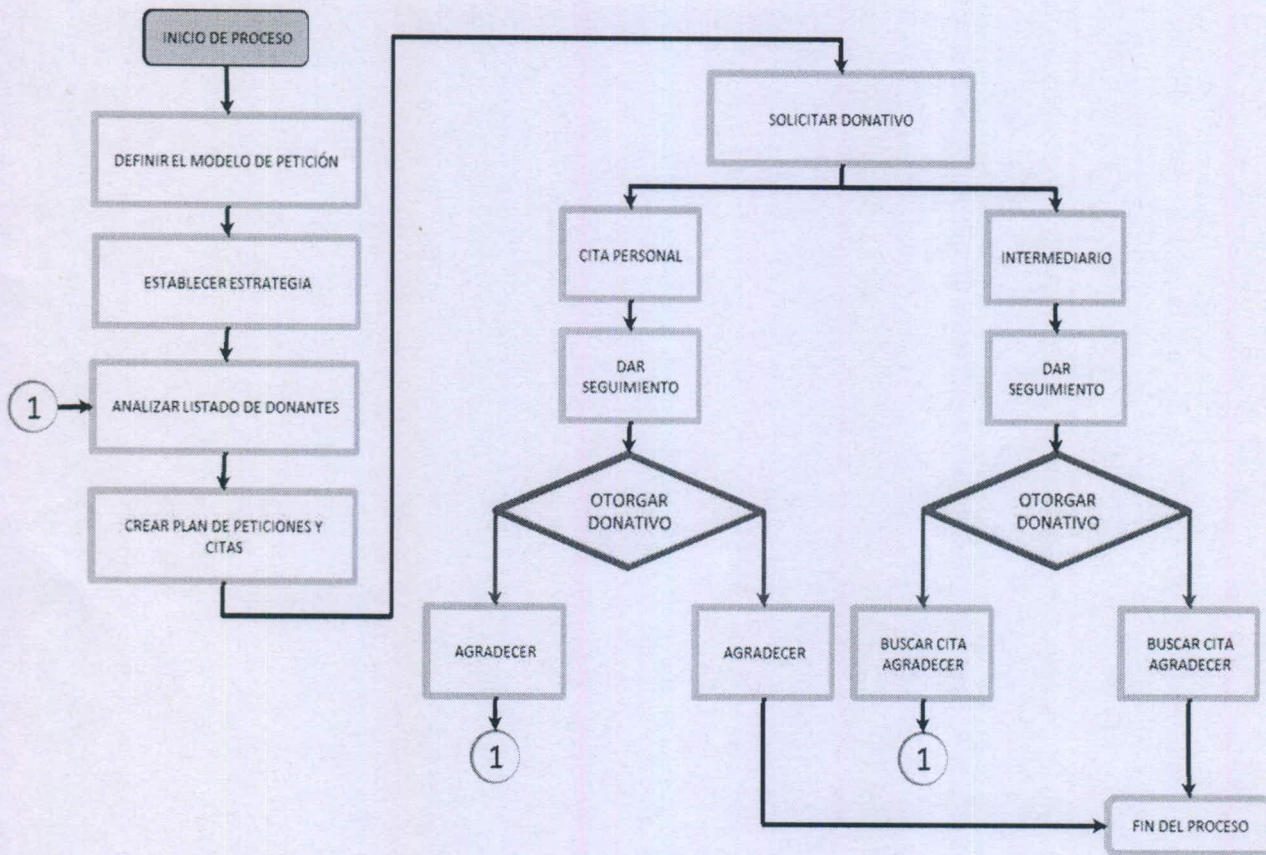 INICIO DE PROCESO
DEFINIR EL MODELO DE PETICIÓN
ESTABLECER ESTRATEGIA
1
ANALIZAR LISTADO DE DONANTES
CREAR PLAN DE PETICIONES Y
CITAS
SOLICITAR DONATIVO
CITA PERSONAL
INTERMEDIARIO
DAR
SEGUIMIENTO
DAR
SEGUIMIENTO
OTORGAR
DONATIVO
OTORGAR
DONATIVO
AGRADECER
AGRADECER
BUSCAR CITA
AGRADECER
BUSCAR CITA
AGRADECER
1
1
FIN DEL PROCESO